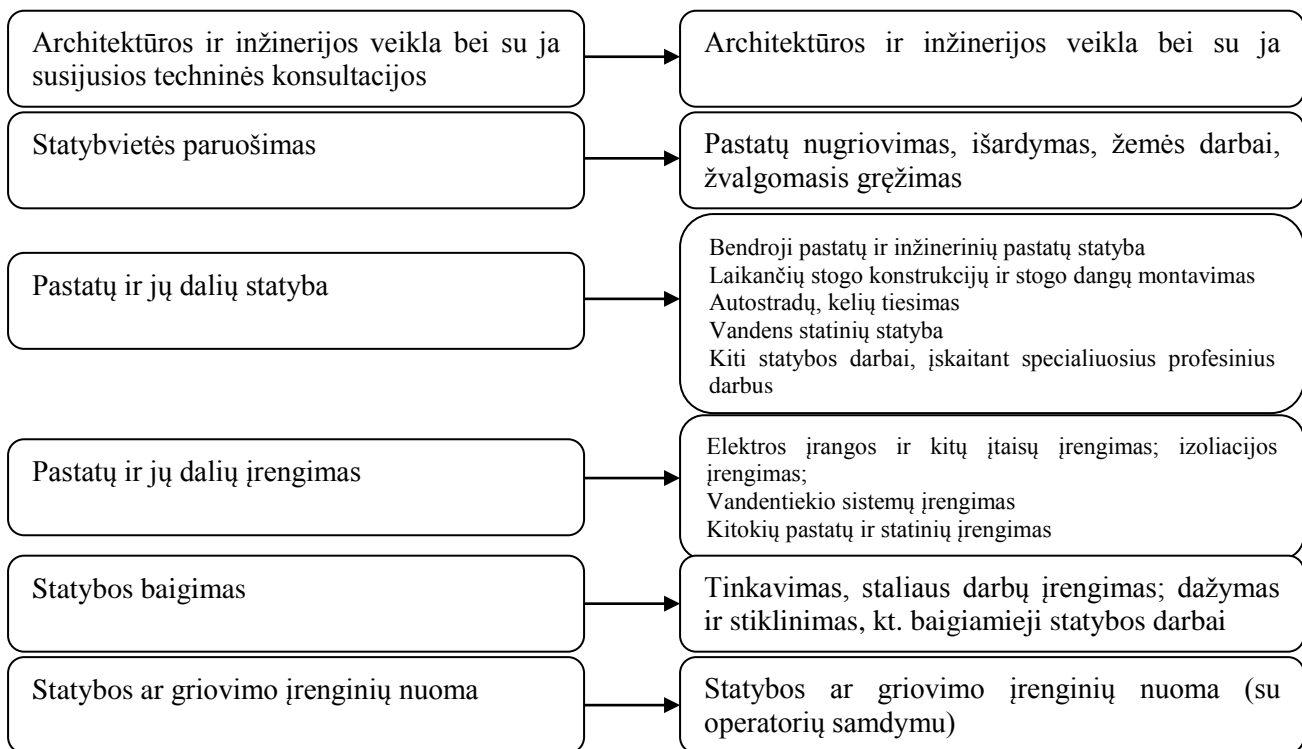 Architektūros ir inžinerijos veikla bei su ja
susijusios techninės konsultacijos
Architektūros ir inžinerijos veikla bei su ja
Statybvietės paruošimas
Pastatų nugriovimas, išardymas, žemės darbai,
žvalgomasis gręžimas
Pastatų ir jų dalių statyba
Bendroji pastatų ir inžinerinių pastatų statyba
Laikančių stogo konstrukcijų ir stogo dangų montavimas
Autostradų, kelių tiesimas
Vandens statinių statyba
Kiti statybos darbai, įskaitant specialiuosius profesinius
darbus
Pastatų ir jų dalių įrengimas
Elektros įrangos ir kitų įtaisų įrengimas; izoliacijos
įrengimas;
Vandentiekio sistemų įrengimas
Kitokių pastatų ir statinių įrengimas
Statybos baigimas
Tinkavimas, staliaus darbų įrengimas; dažymas
ir stiklinimas, kt. baigiamieji statybos darbai
Statybos ar griovimo įrenginių nuoma
Statybos ar griovimo įrenginių nuoma (su
operatorių samdymu)